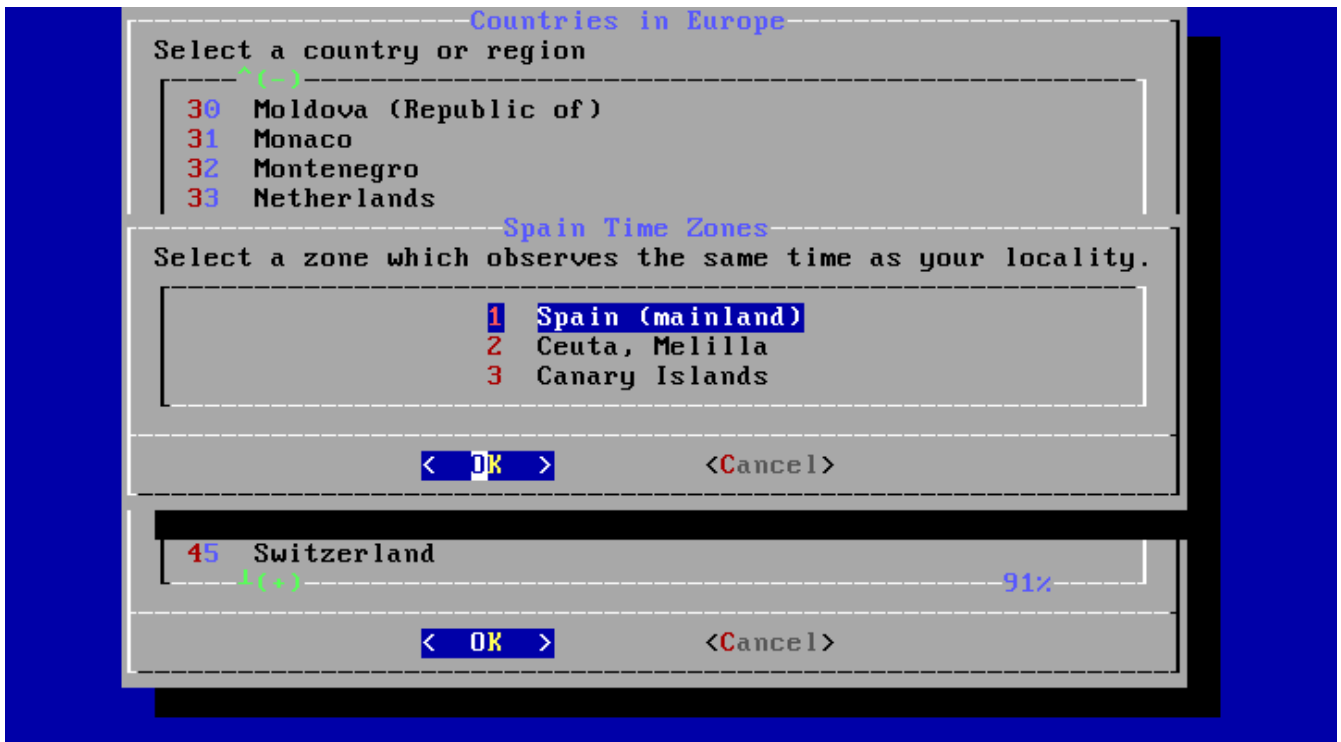 Countries in Europe
Select a country or region
^(-)
30 Moldova (Republic of)
31 Monaco
32 Montenegro
33 Netherlands
Spain Time Zones
Select a zone which observes the same time as your locality.
1 Spain (mainland)
2 Ceuta, Melilla
3 Canary Islands
< OK > <Cancel>
45 Switzerland
┴(+) 91%
< OK > <Cancel>